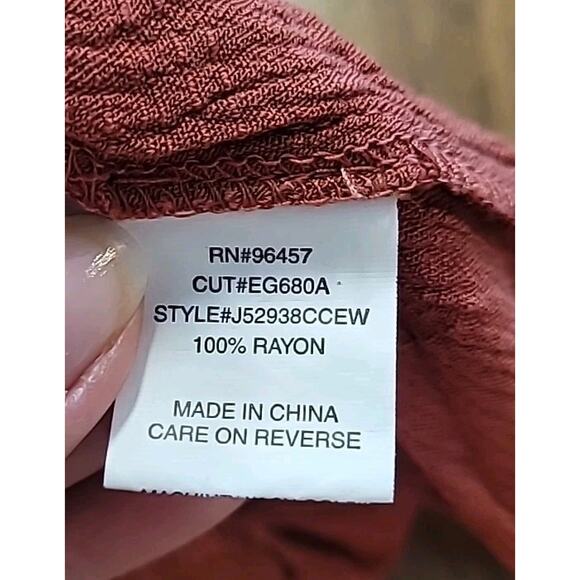 RN#96457
CUT#EG680A
STYLE#J52938CCEW
100% RAYON
MADE IN CHINA
CARE ON REVERSE